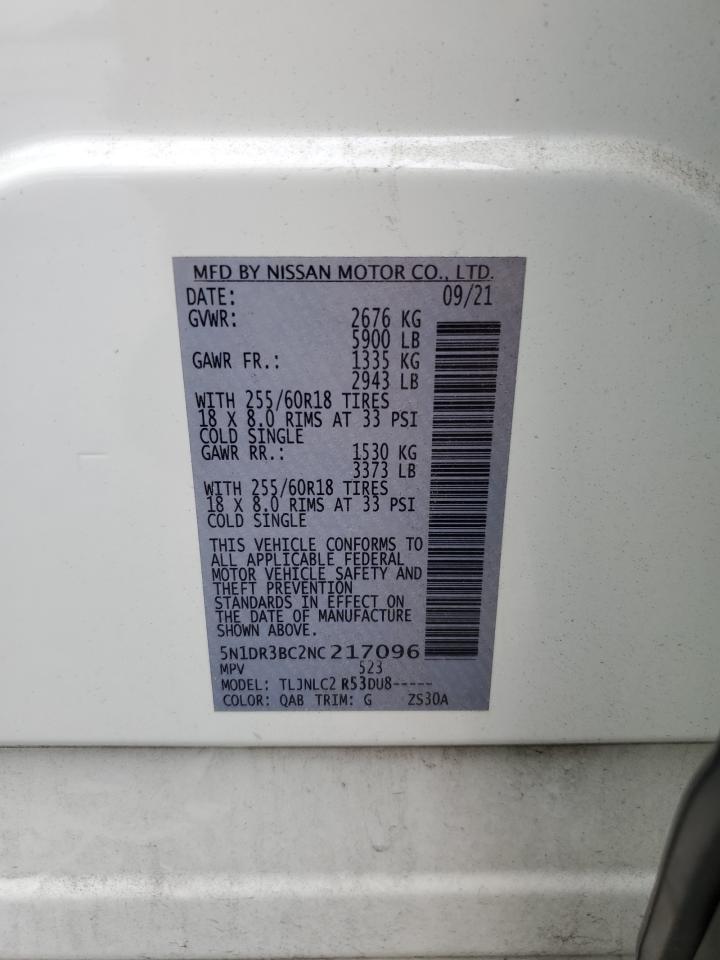 MFD BY NISSAN MOTOR CO., LTD.
DATE: 09/21
GVWR: 2676 KG
5900 LB
GAWR FR.: 1335 KG
2943 LB
WITH 255/60R18 TIRES
18 X 8.0 RIMS AT 33 PSI
COLD SINGLE
GAWR RR.: 1530 KG
3373 LB
WITH 255/60R18 TIRES
18 X 8.0 RIMS AT 33 PSI
COLD SINGLE
THIS VEHICLE CONFORMS TO
ALL APPLICABLE FEDERAL
MOTOR VEHICLE SAFETY AND
THEFT PREVENTION
STANDARDS IN EFFECT ON
THE DATE OF MANUFACTURE
SHOWN ABOVE.
5N1DR3BC2NC217096
MPV 523
MODEL: TLJNLC2 R53DU8-----
COLOR: QAB TRIM: G ZS30A